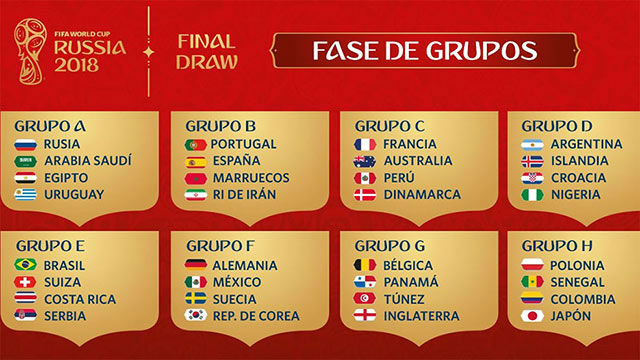 FIFA WORLD CUP
RUSSIA
2018
FINAL
DRAW
FASE DE GRUPOS
GRUPO A
RUSIA
ARABIA SAUDÍ
EGIPTO
URUGUAY
GRUPO B
PORTUGAL
ESPAÑA
MARRUECOS
RI DE IRÁN
GRUPO C
FRANCIA
AUSTRALIA
PERÚ
DINAMARCA
GRUPO D
ARGENTINA
ISLANDIA
CROACIA
NIGERIA
GRUPO E
BRASIL
SUIZA
COSTA RICA
SERBIA
GRUPO F
ALEMANIA
MÉXICO
SUECIA
REP. DE COREA
GRUPO G
BÉLGICA
PANAMÁ
TÚNEZ
INGLATERRA
GRUPO H
POLONIA
SENEGAL
COLOMBIA
JAPÓN